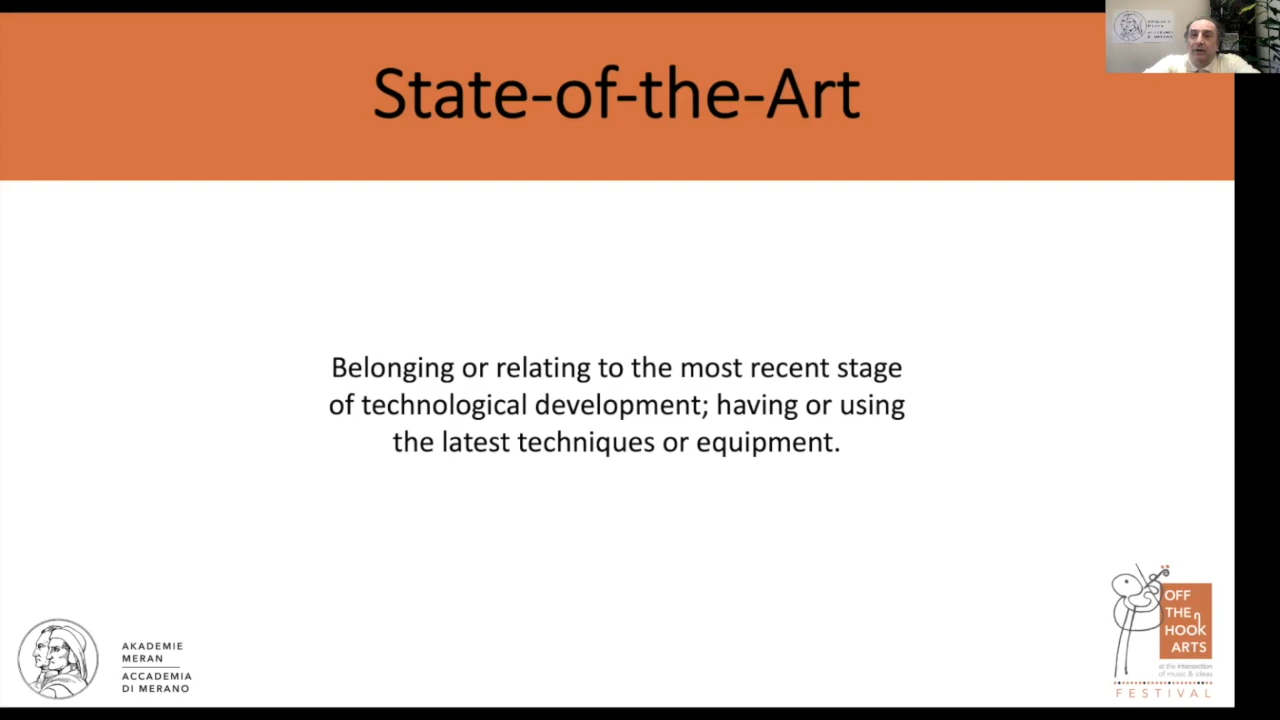 State-of-the-Art
Belonging or relating to the most recent stage
of technological development; having or using
the latest techniques or equipment.
AKADEMIE
MERAN
ACCADEMIA
DI MERANO
OFF
THE
HOOK
ARTS
at the intersection
of music & ideas
FESTIVAL